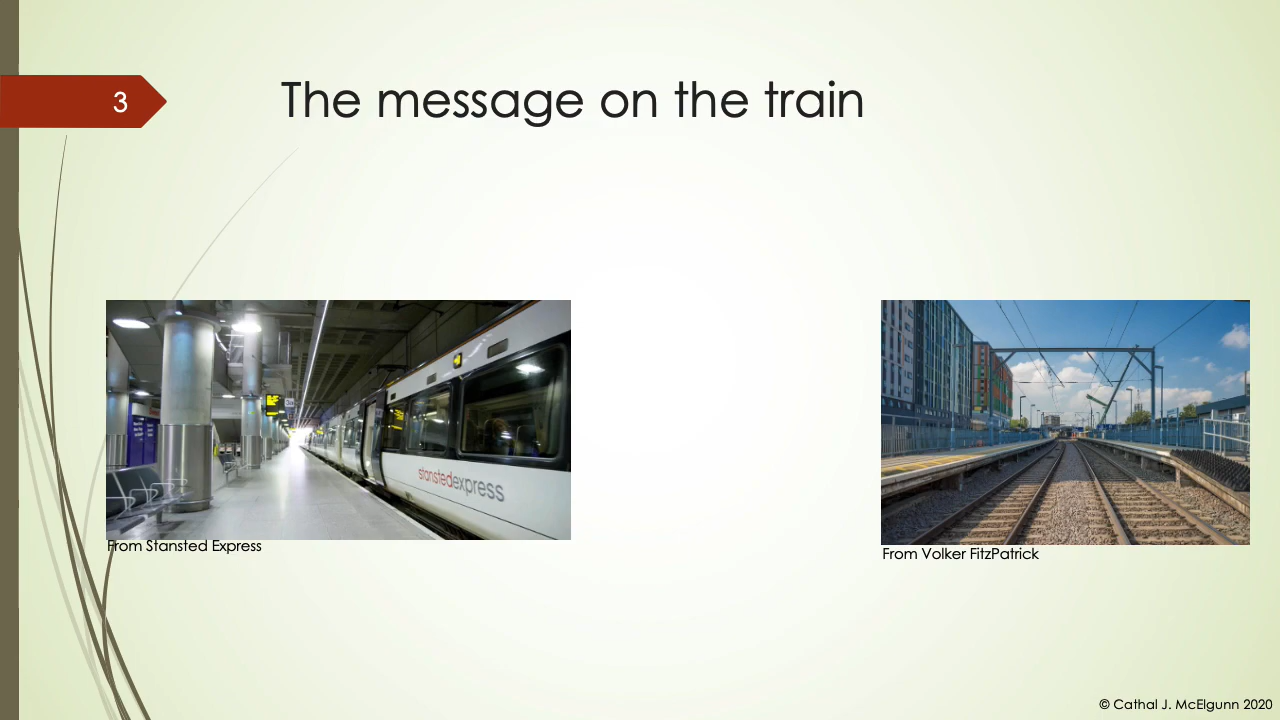 3
The message on the train
stanstedexpress
From Stansted Express
From Volker FitzPatrick
© Cathal J. McElgunn 2020